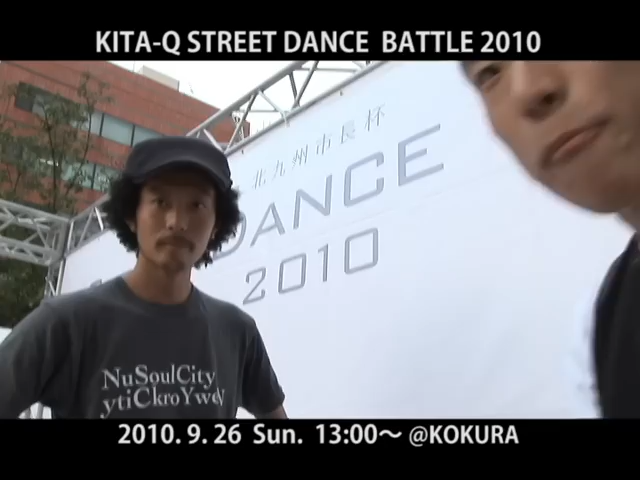 KITA-Q STREET DANCE BATTLE 2010
北九州市長杯
DANCE
2010
NuSoulCity
ytiCkroYweN
2010. 9. 26 Sun. 13:00〜 @KOKURA